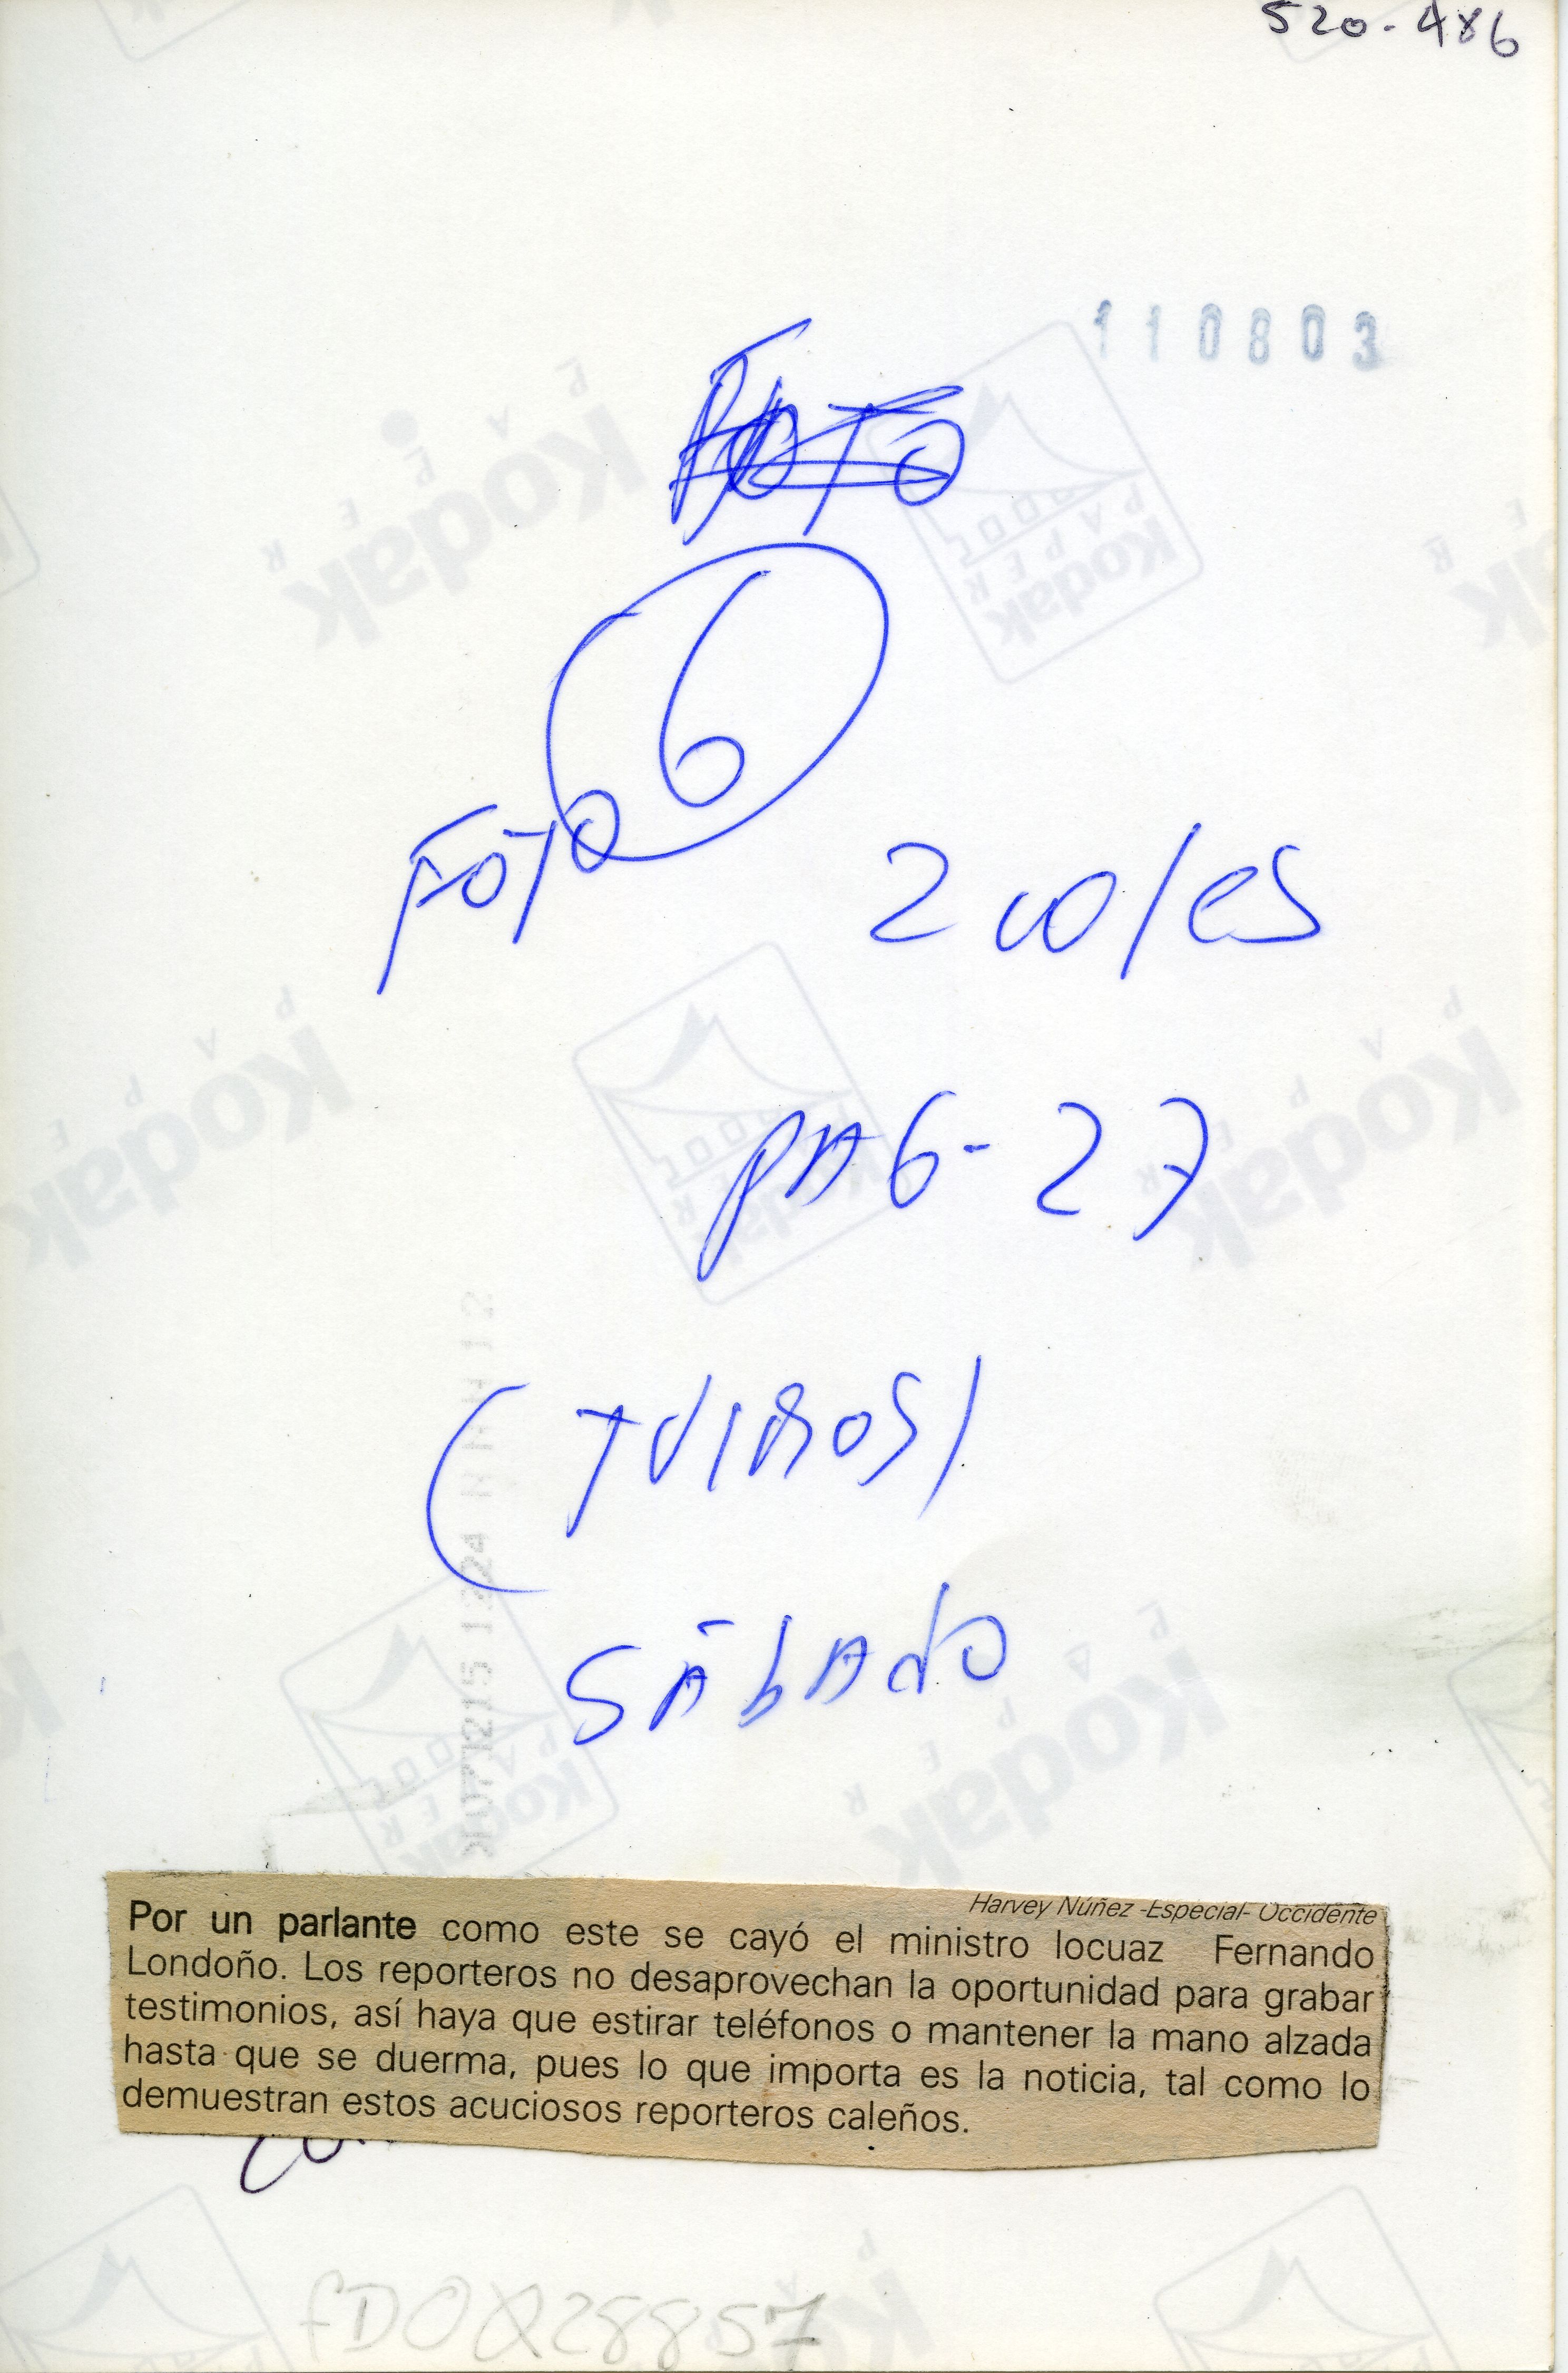 520-486
110803
FOTO
6
FOTO
2 col es
PAG-27
(TVIROS)
SÁbAdo
Harvey Núñez -Especial- Occidente
Por un parlante como este se cayó el ministro locuaz Fernando
Londoño. Los reporteros no desaprovechan la oportunidad para grabar
testimonios, así haya que estirar teléfonos o mantener la mano alzada
hasta que se duerma, pues lo que importa es la noticia, tal como lo
demuestran estos acuciosos reporteros caleños.
fDOQ28857